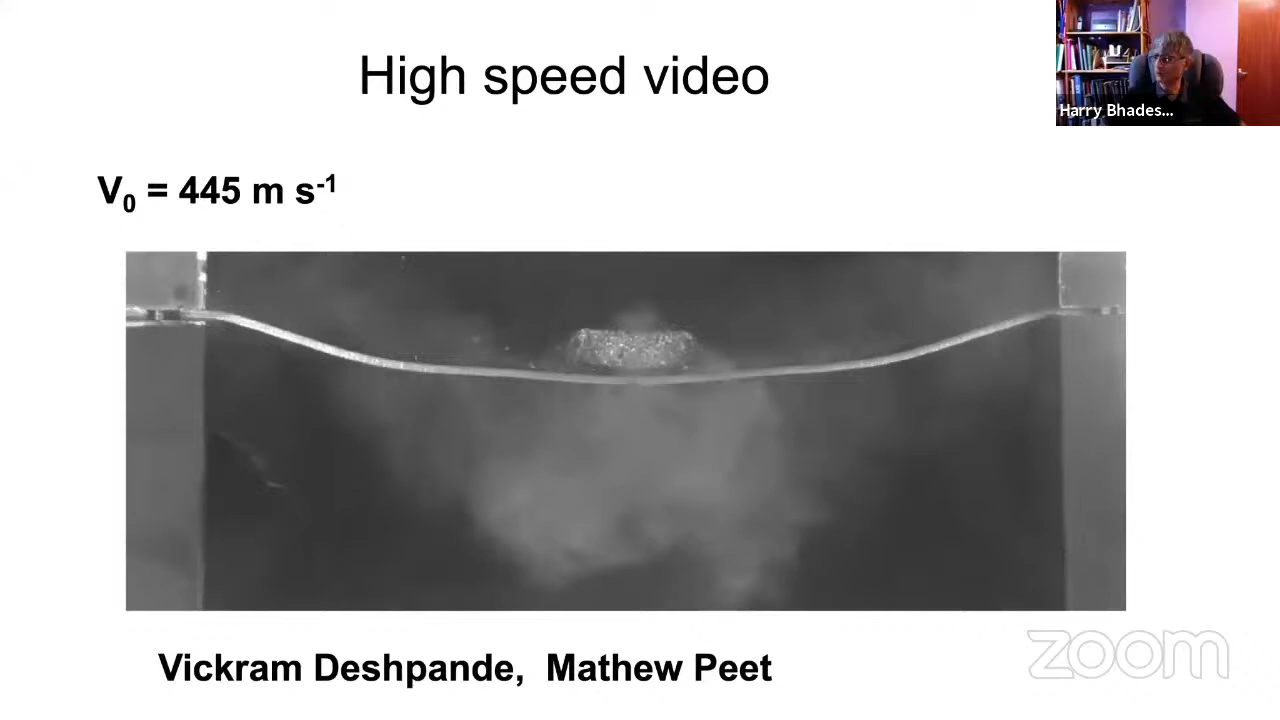 High speed video
Harry Bhades...
V₀ = 445 m s⁻¹
Vickram Deshpande, Mathew Peet
zoom